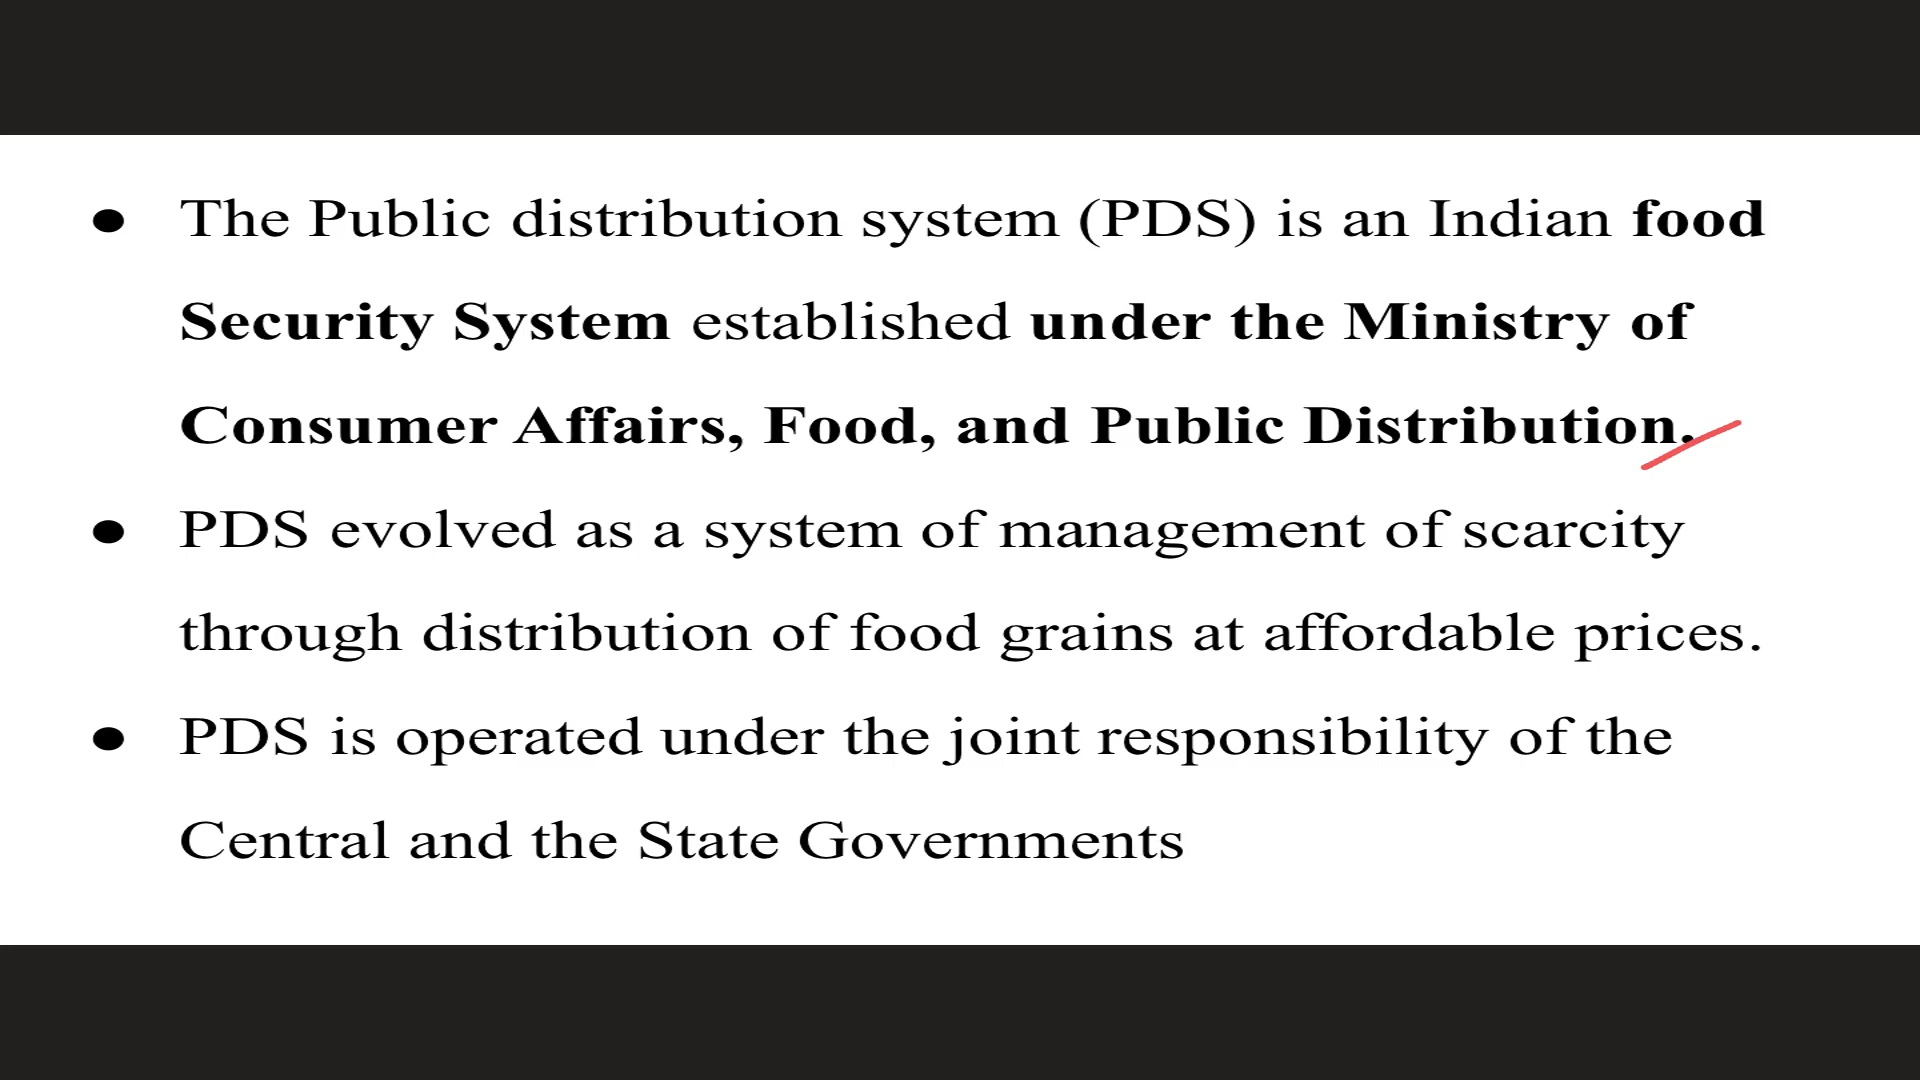 ● The Public distribution system (PDS) is an Indian food
Security System established under the Ministry of
Consumer Affairs, Food, and Public Distribution.
● PDS evolved as a system of management of scarcity
through distribution of food grains at affordable prices.
● PDS is operated under the joint responsibility of the
Central and the State Governments